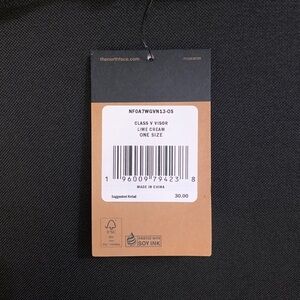 thenorthface.com
NF0A7WGVN13-OS
CLASS V VISOR
LIME CREAM
ONE SIZE
1 96009 79423 8
MADE IN CHINA
Suggested Retail 30.00
FSC
PRINTED WITH
SOY INK